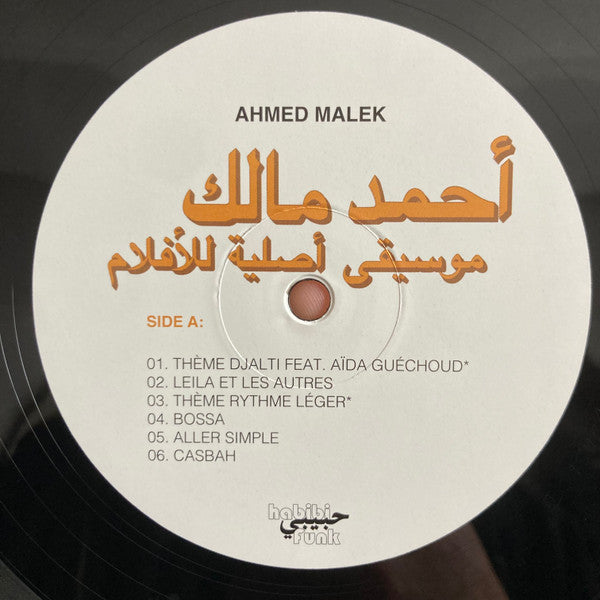 AHMED MALEK
أحمد مالك
موسيقى أصلية للأفلام
SIDE A:
01. THÈME DJALTI FEAT. AÏDA GUÉCHOUD*
02. LEILA ET LES AUTRES
03. THÈME RYTHME LÉGER*
04. BOSSA
05. ALLER SIMPLE
06. CASBAH
habibi
حبيبي
funk